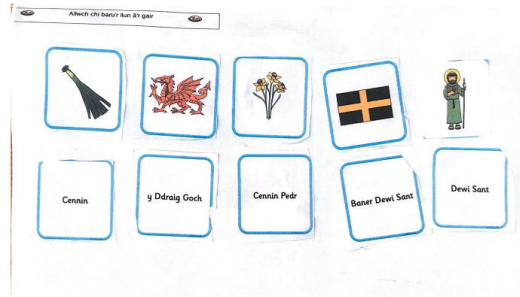 Allwch chi baru'r llun â'r gair
Cennin
y Ddraig Goch
Cennin Pedr
Baner Dewi Sant
Dewi Sant